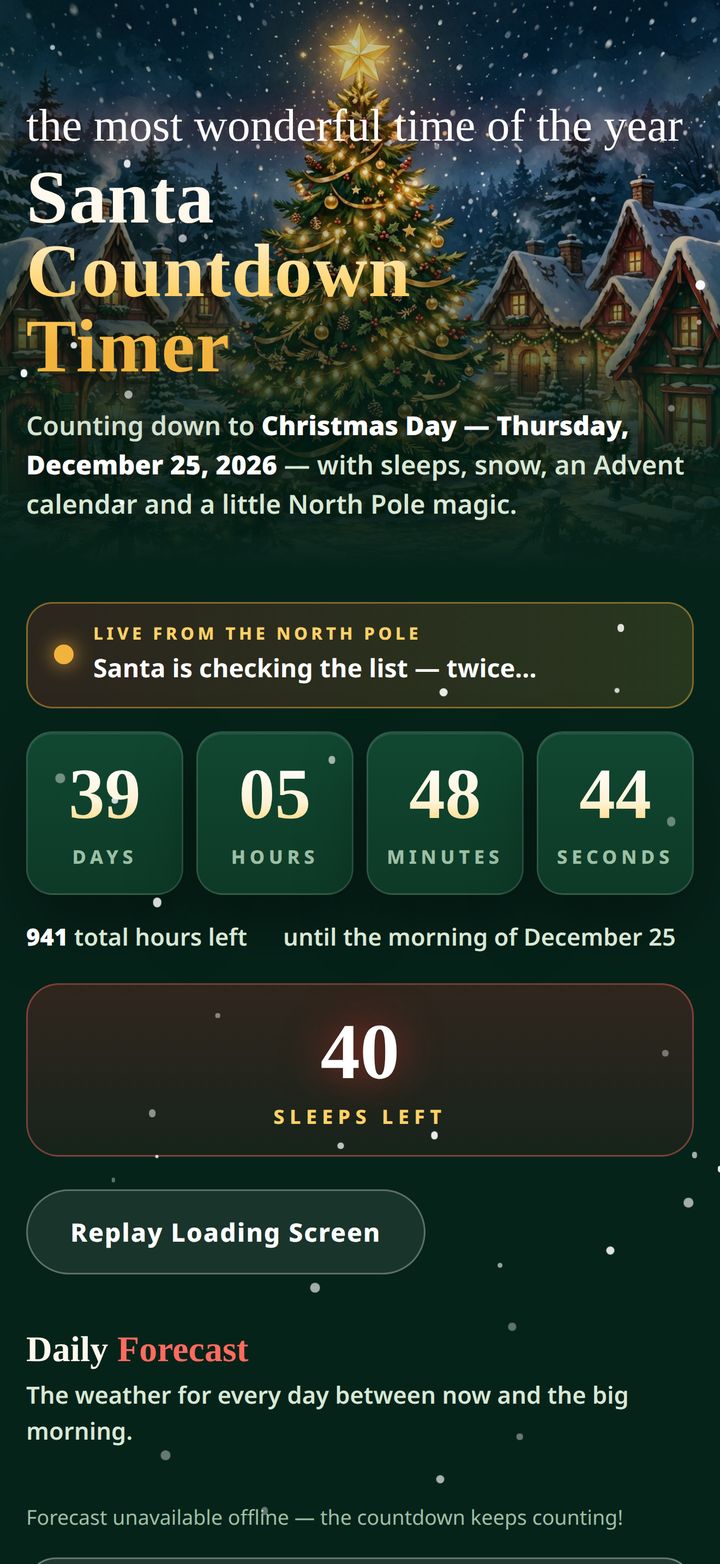 the most wonderful time of the year
Santa
Countdown
Timer
Counting down to Christmas Day — Thursday,
December 25, 2026 — with sleeps, snow, an Advent
calendar and a little North Pole magic.
LIVE FROM THE NORTH POLE
Santa is checking the list — twice...
39
DAYS
05
HOURS
48
MINUTES
44
SECONDS
941 total hours left
until the morning of December 25
40
SLEEPS LEFT
Replay Loading Screen
Daily Forecast
The weather for every day between now and the big
morning.
Forecast unavailable offline — the countdown keeps counting!